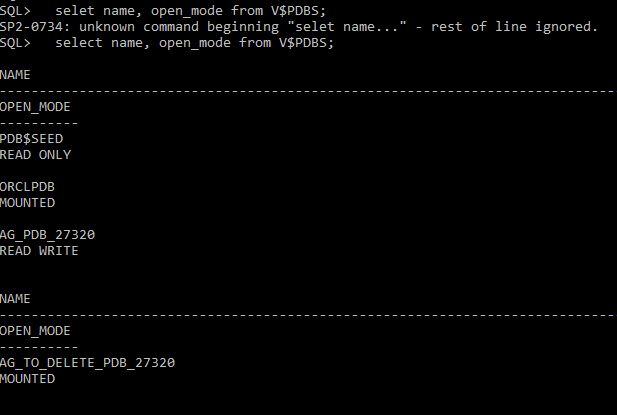 SQL>   selet name, open_mode from V$PDBS;
SP2-0734: unknown command beginning "selet name..." - rest of line ignored.
SQL>   select name, open_mode from V$PDBS;
NAME
--------------------------------------------------------------------------------
OPEN_MODE
----------
PDB$SEED
READ ONLY
ORCLPDB
MOUNTED
AG_PDB_27320
READ WRITE
NAME
--------------------------------------------------------------------------------
OPEN_MODE
----------
AG_TO_DELETE_PDB_27320
MOUNTED